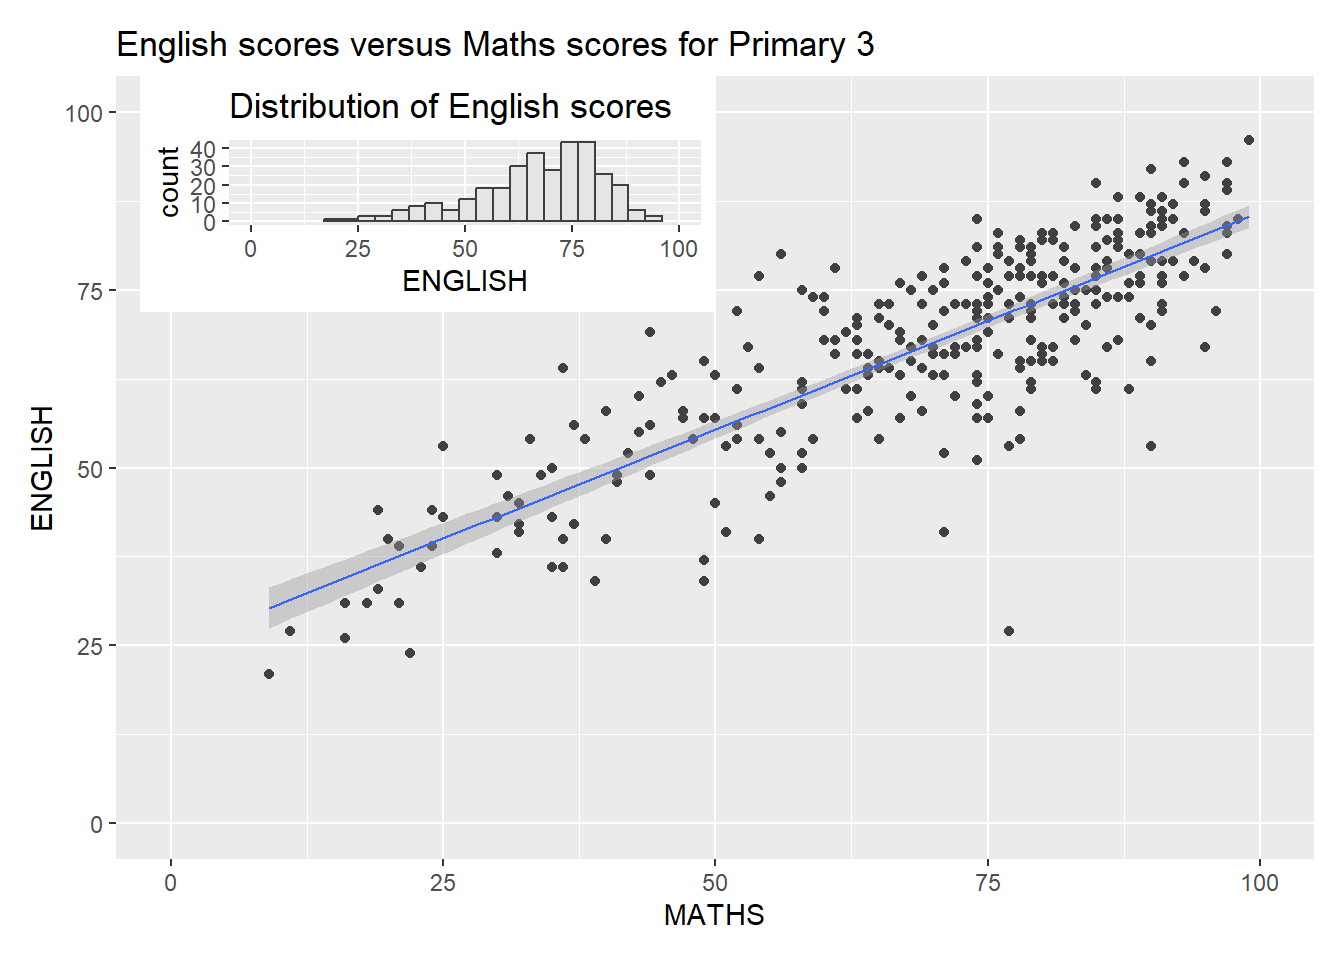 English scores versus Maths scores for Primary 3
Distribution of English scores
count
40
30
20
10
0
0 25 50 75 100
ENGLISH
ENGLISH
100
75
50
25
0
0 25 50 75 100
MATHS